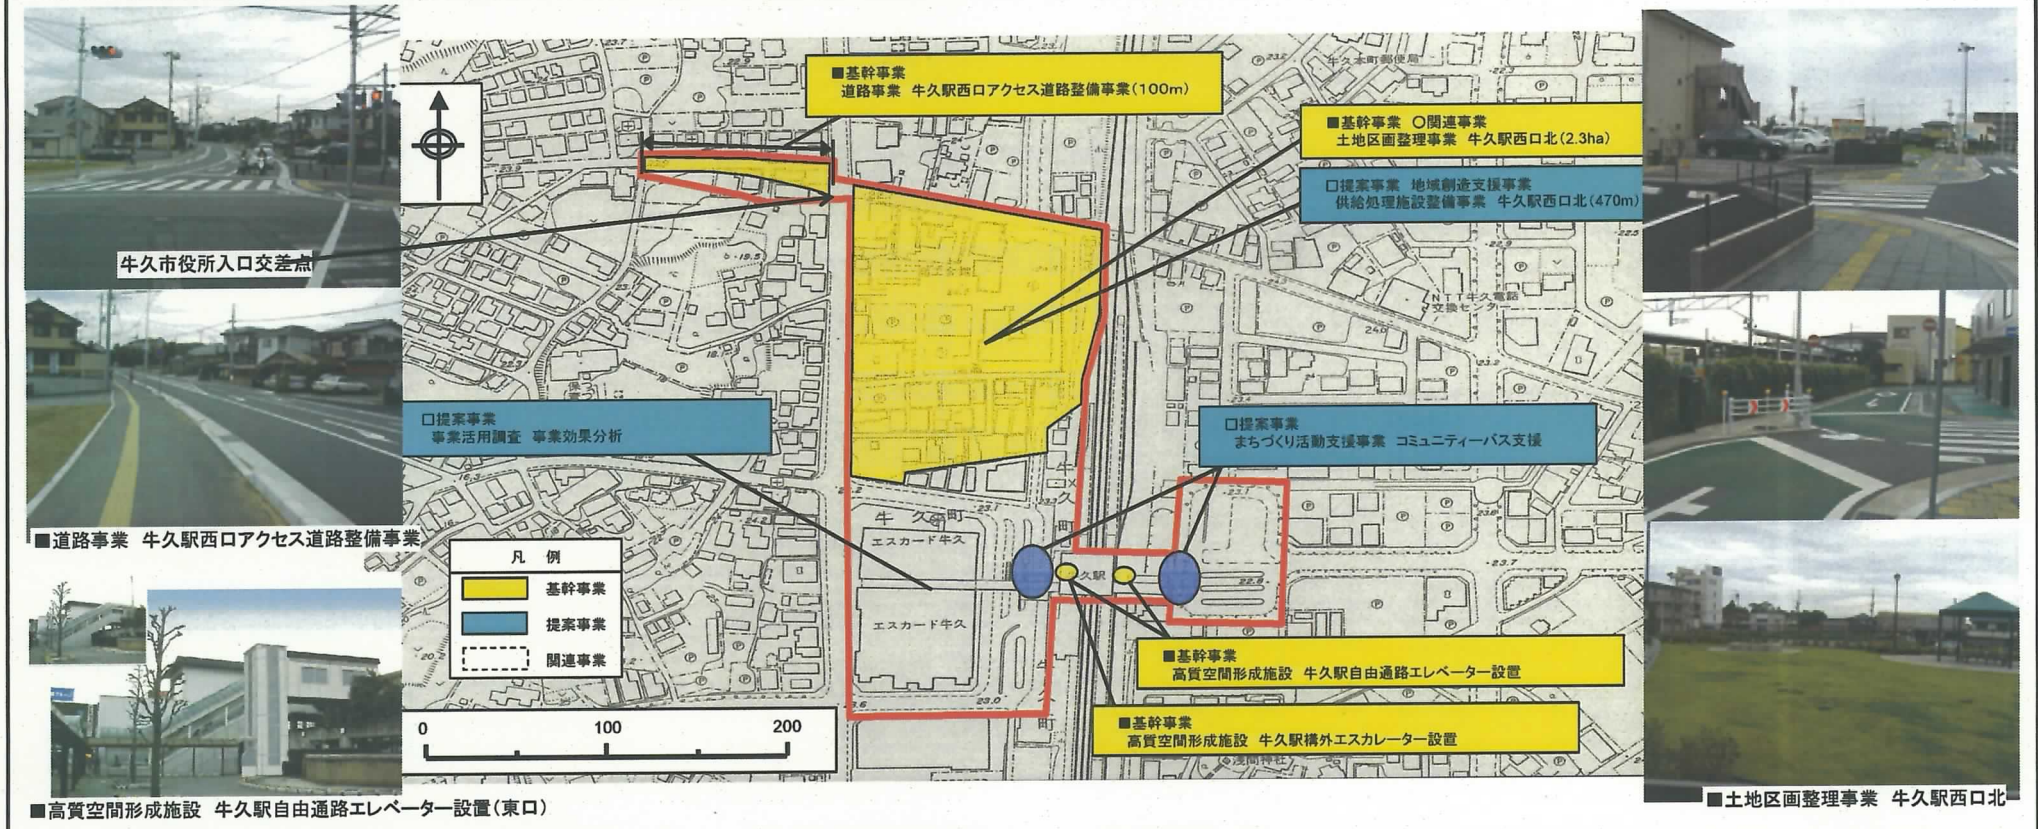 ■基幹事業
道路事業 牛久駅西口アクセス道路整備事業(100m)
■基幹事業 ○関連事業
土地区画整理事業 牛久駅西口北(2.3ha)
□提案事業 地域創造支援事業
供給処理施設整備事業 牛久駅西口北(470m)
牛久市役所入口交差点
牛久本町郵便局
NTT牛久電話
交換センター
□提案事業
事業活用調査 事業効果分析
□提案事業
まちづくり活動支援事業 コミュニティーバス支援
■道路事業 牛久駅西口アクセス道路整備事業
凡 例
基幹事業
提案事業
関連事業
牛久町
エスカード牛久
エスカード牛久
久駅
■基幹事業
高質空間形成施設 牛久駅自由通路エレベーター設置
■基幹事業
高質空間形成施設 牛久駅構外エスカレーター設置
浅間神社
0 100 200
■高質空間形成施設 牛久駅自由通路エレベーター設置(東口)
■土地区画整理事業 牛久駅西口北